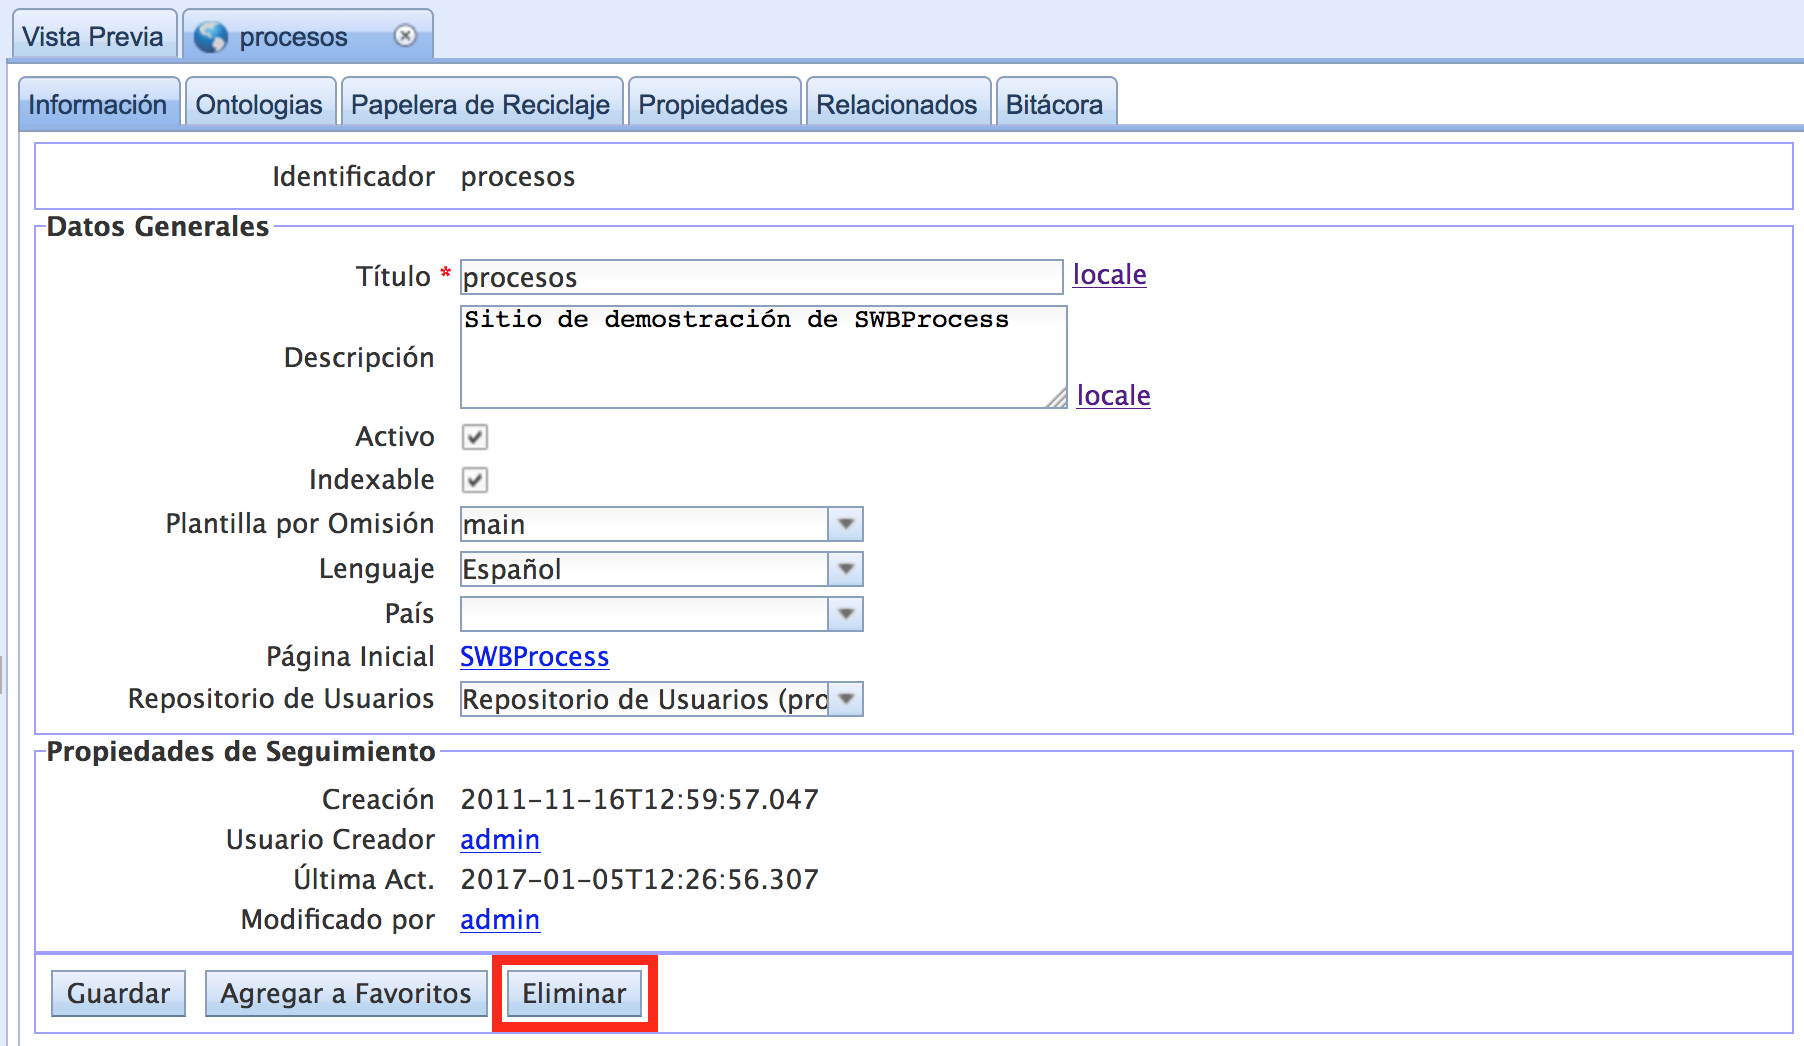 Vista Previa procesos
Información Ontologias Papelera de Reciclaje Propiedades Relacionados Bitácora
Identificador procesos
Datos Generales
Título * procesos locale
Sitio de demostración de SWBProcess
Descripción
locale
Activo
Indexable
Plantilla por Omisión main
Lenguaje Español
País
Página Inicial SWBProcess
Repositorio de Usuarios Repositorio de Usuarios (pro
Propiedades de Seguimiento
Creación 2011-11-16T12:59:57.047
Usuario Creador admin
Última Act. 2017-01-05T12:26:56.307
Modificado por admin
Guardar Agregar a Favoritos Eliminar